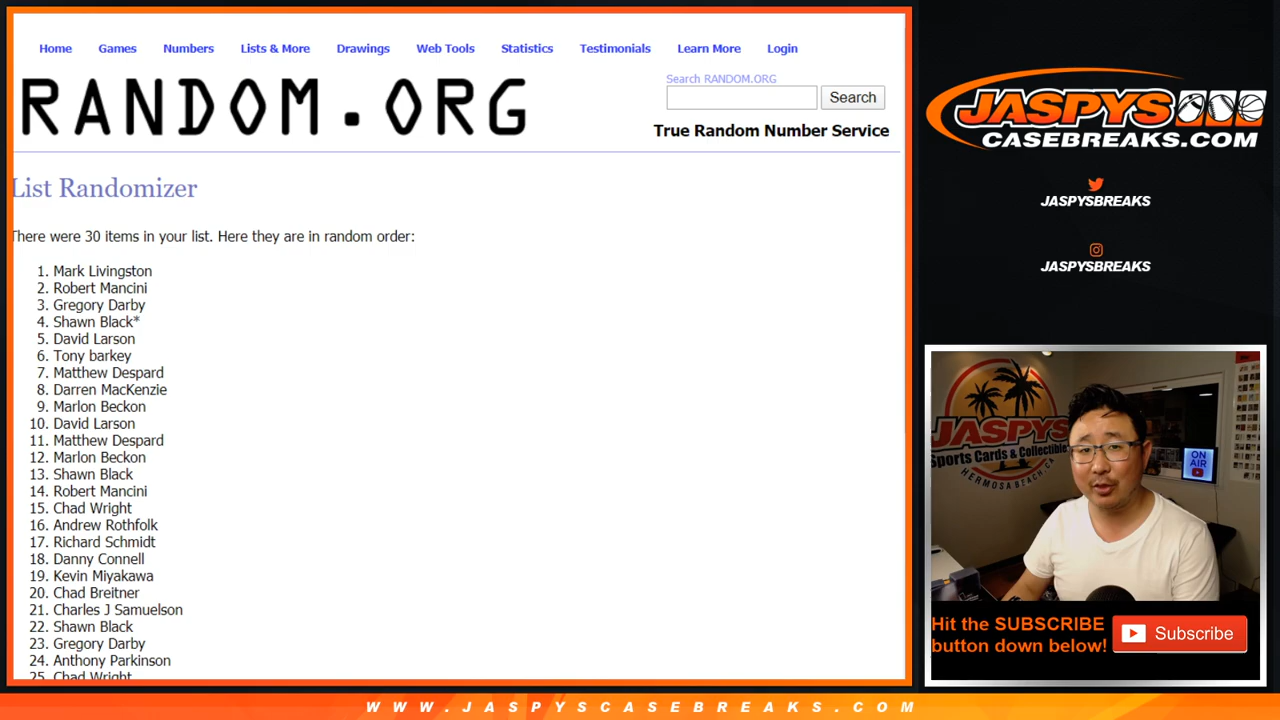 Home Games Numbers Lists & More Drawings Web Tools Statistics Testimonials Learn More Login
RANDOM.ORG
Search RANDOM.ORG
Search
True Random Number Service
List Randomizer
There were 30 items in your list. Here they are in random order:
1. Mark Livingston
2. Robert Mancini
3. Gregory Darby
4. Shawn Black*
5. David Larson
6. Tony barkey
7. Matthew Despard
8. Darren MacKenzie
9. Marlon Beckon
10. David Larson
11. Matthew Despard
12. Marlon Beckon
13. Shawn Black
14. Robert Mancini
15. Chad Wright
16. Andrew Rothfolk
17. Richard Schmidt
18. Danny Connell
19. Kevin Miyakawa
20. Chad Breitner
21. Charles J Samuelson
22. Shawn Black
23. Gregory Darby
24. Anthony Parkinson
25. Chad Wright
JASPYS
CASEBREAKS.COM
JASPYSBREAKS
JASPYSBREAKS
JASPYS
Sports Cards & Collectible
HERMOSA BEACH, CA
ON AIR
Hit the SUBSCRIBE
button down below!
Subscribe
WWW.JASPYSCASEBREAKS.COM